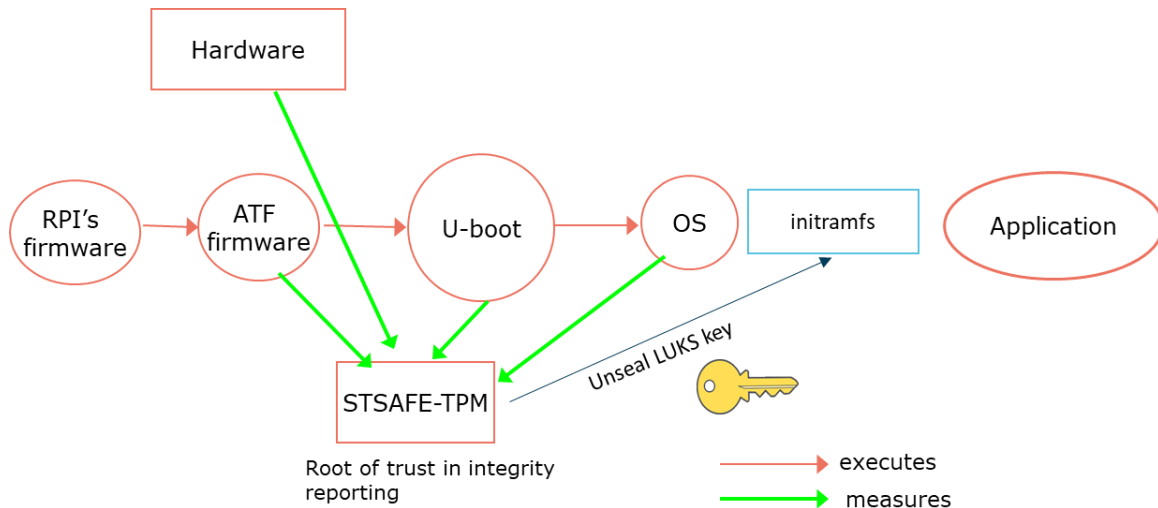 Hardware
RPI's
firmware
ATF
firmware
U-boot
OS
initramfs
Application
Unseal LUKS key
STSAFE-TPM
Root of trust in integrity
reporting
executes
measures